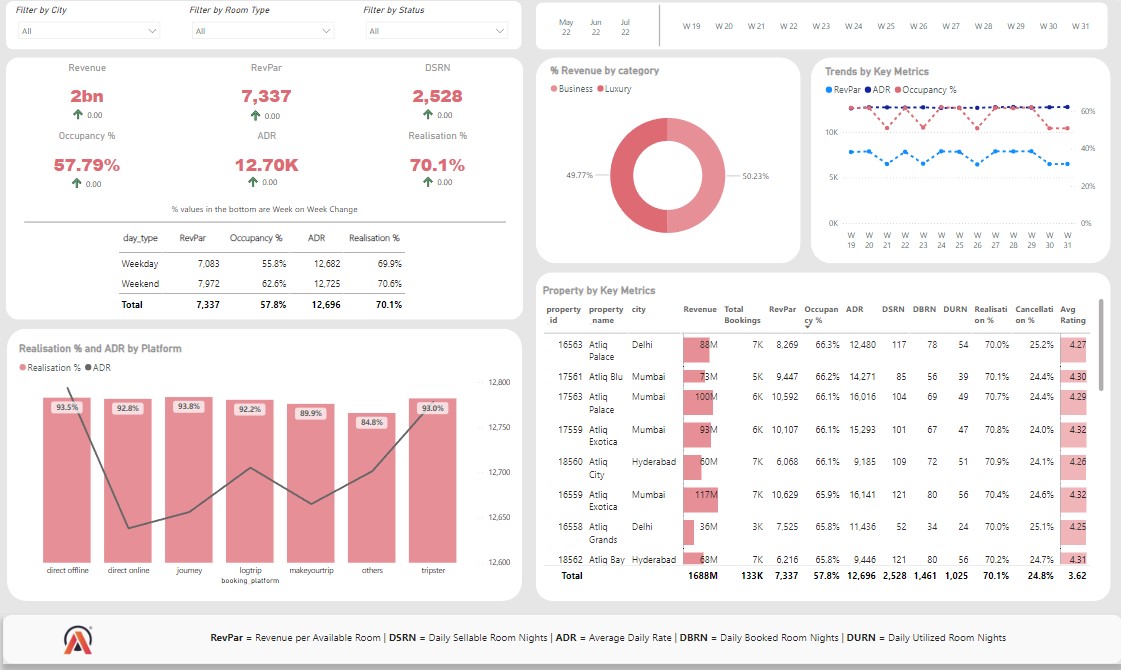 Filter by City
Filter by Room Type
Filter by Status
All
All
All
May 22
Jun 22
Jul 22
W 19 W 20 W 21 W 22 W 23 W 24 W 25 W 26 W 27 W 28 W 29 W 30 W 31
Revenue
RevPar
DSRN
2bn
7,337
2,528
0.00
0.00
0.00
Occupancy %
ADR
Realisation %
57.79%
12.70K
70.1%
0.00
0.00
0.00
% values in the bottom are Week on Week Change
day_type RevPar Occupancy % ADR Realisation %
Weekday 7,083 55.8% 12,682 69.9%
Weekend 7,972 62.6% 12,725 70.6%
Total 7,337 57.8% 12,696 70.1%
% Revenue by category
Business Luxury
49.77%
50.23%
Trends by Key Metrics
RevPar ADR Occupancy %
10K
5K
0K
60%
40%
20%
0%
W 19 W 20 W 21 W 22 W 23 W 24 W 25 W 26 W 27 W 28 W 29 W 30 W 31
Realisation % and ADR by Platform
Realisation % ADR
93.5% 92.8% 93.8% 92.2% 89.9% 84.8% 93.0%
12,800
12,750
12,700
12,650
12,600
direct offline direct online journey logtrip makeyourtrip others tripster
booking_platform
Property by Key Metrics
property id property name city Revenue Total Bookings RevPar Occupancy % ADR DSRN DBRN DURN Realisation % Cancellation % Avg Rating
16563 Atliq Palace Delhi 88M 7K 8,269 66.3% 12,480 117 78 54 70.0% 25.2% 4.27
17561 Atliq Blu Mumbai 73M 5K 9,447 66.2% 14,271 85 56 39 70.1% 24.4% 4.30
17563 Atliq Palace Mumbai 100M 6K 10,592 66.1% 16,016 104 69 49 70.7% 24.4% 4.29
17559 Atliq Exotica Mumbai 93M 6K 10,107 66.1% 15,293 101 67 47 70.8% 24.0% 4.32
18560 Atliq City Hyderabad 60M 7K 6,068 66.1% 9,185 109 72 51 70.9% 24.1% 4.26
16559 Atliq Exotica Mumbai 117M 7K 10,629 65.9% 16,141 121 80 56 70.4% 24.6% 4.32
16558 Atliq Grands Delhi 36M 3K 7,525 65.8% 11,436 52 34 24 70.0% 25.1% 4.25
18562 Atliq Bay Hyderabad 68M 7K 6,216 65.8% 9,446 121 80 56 70.2% 24.7% 4.31
Total 1688M 133K 7,337 57.8% 12,696 2,528 1,461 1,025 70.1% 24.8% 3.62
RevPar = Revenue per Available Room | DSRN = Daily Sellable Room Nights | ADR = Average Daily Rate | DBRN = Daily Booked Room Nights | DURN = Daily Utilized Room Nights